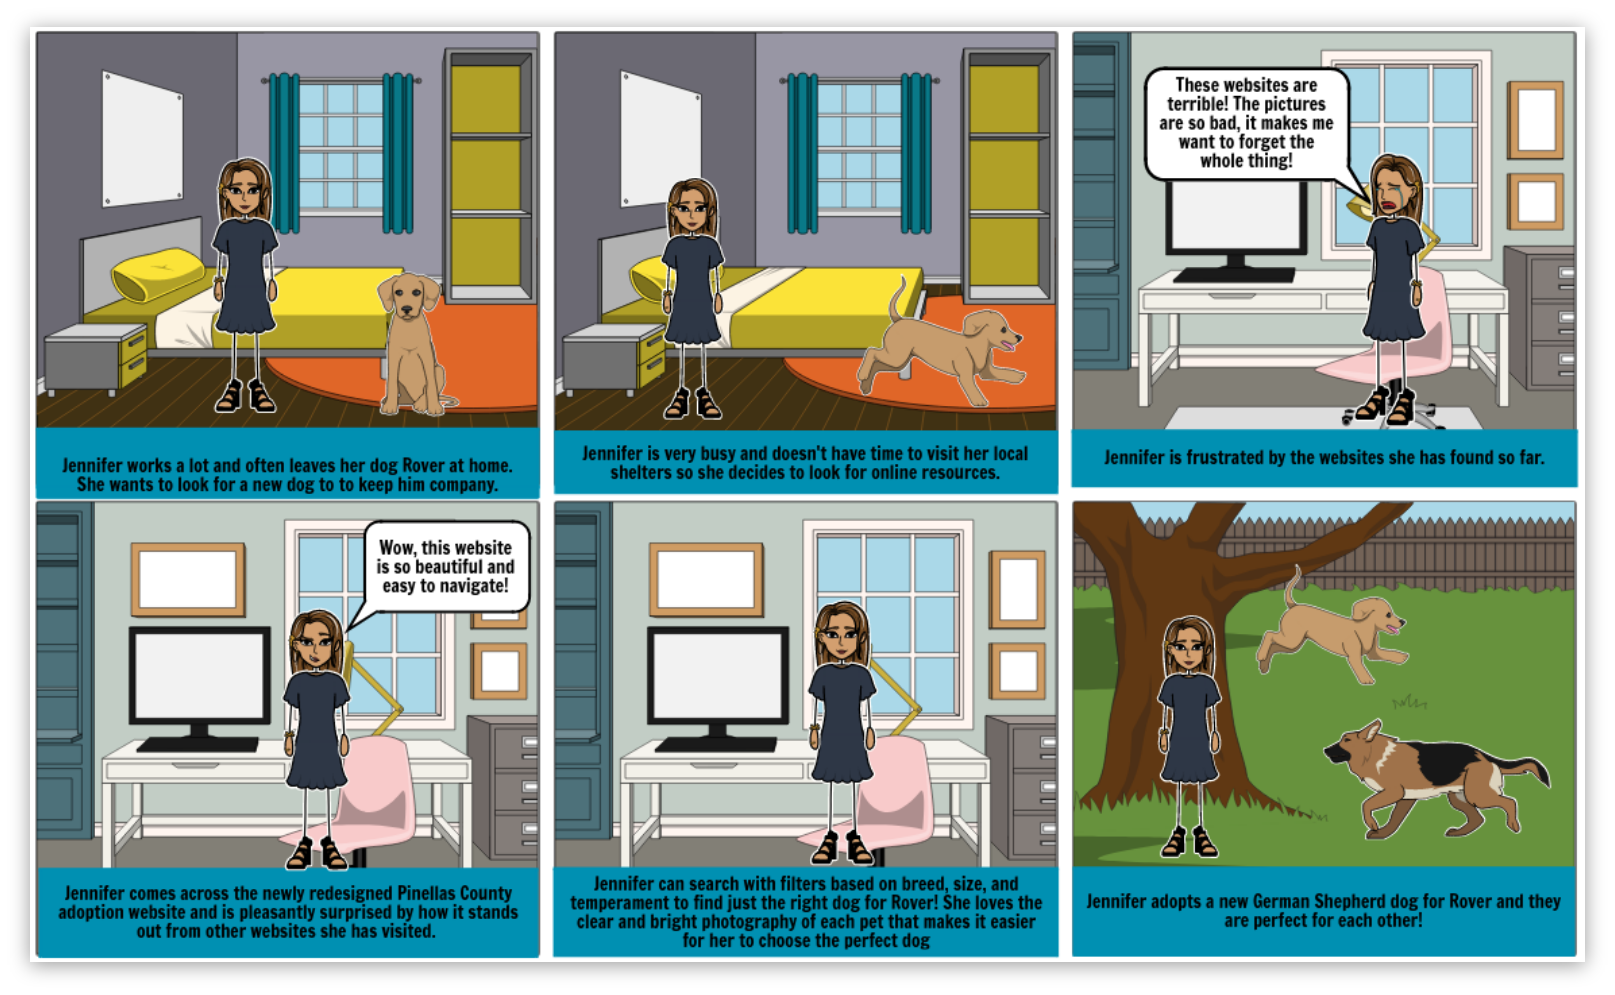 Jennifer works a lot and often leaves her dog Rover at home.
She wants to look for a new dog to to keep him company.
Jennifer is very busy and doesn't have time to visit her local
shelters so she decides to look for online resources.
These websites are
terrible! The pictures
are so bad, it makes me
want to forget the
whole thing!
Jennifer is frustrated by the websites she has found so far.
Wow, this website
is so beautiful and
easy to navigate!
Jennifer comes across the newly redesigned Pinellas County
adoption website and is pleasantly surprised by how it stands
out from other websites she has visited.
Jennifer can search with filters based on breed, size, and
temperament to find just the right dog for Rover! She loves the
clear and bright photography of each pet that makes it easier
for her to choose the perfect dog
Jennifer adopts a new German Shepherd dog for Rover and they
are perfect for each other!